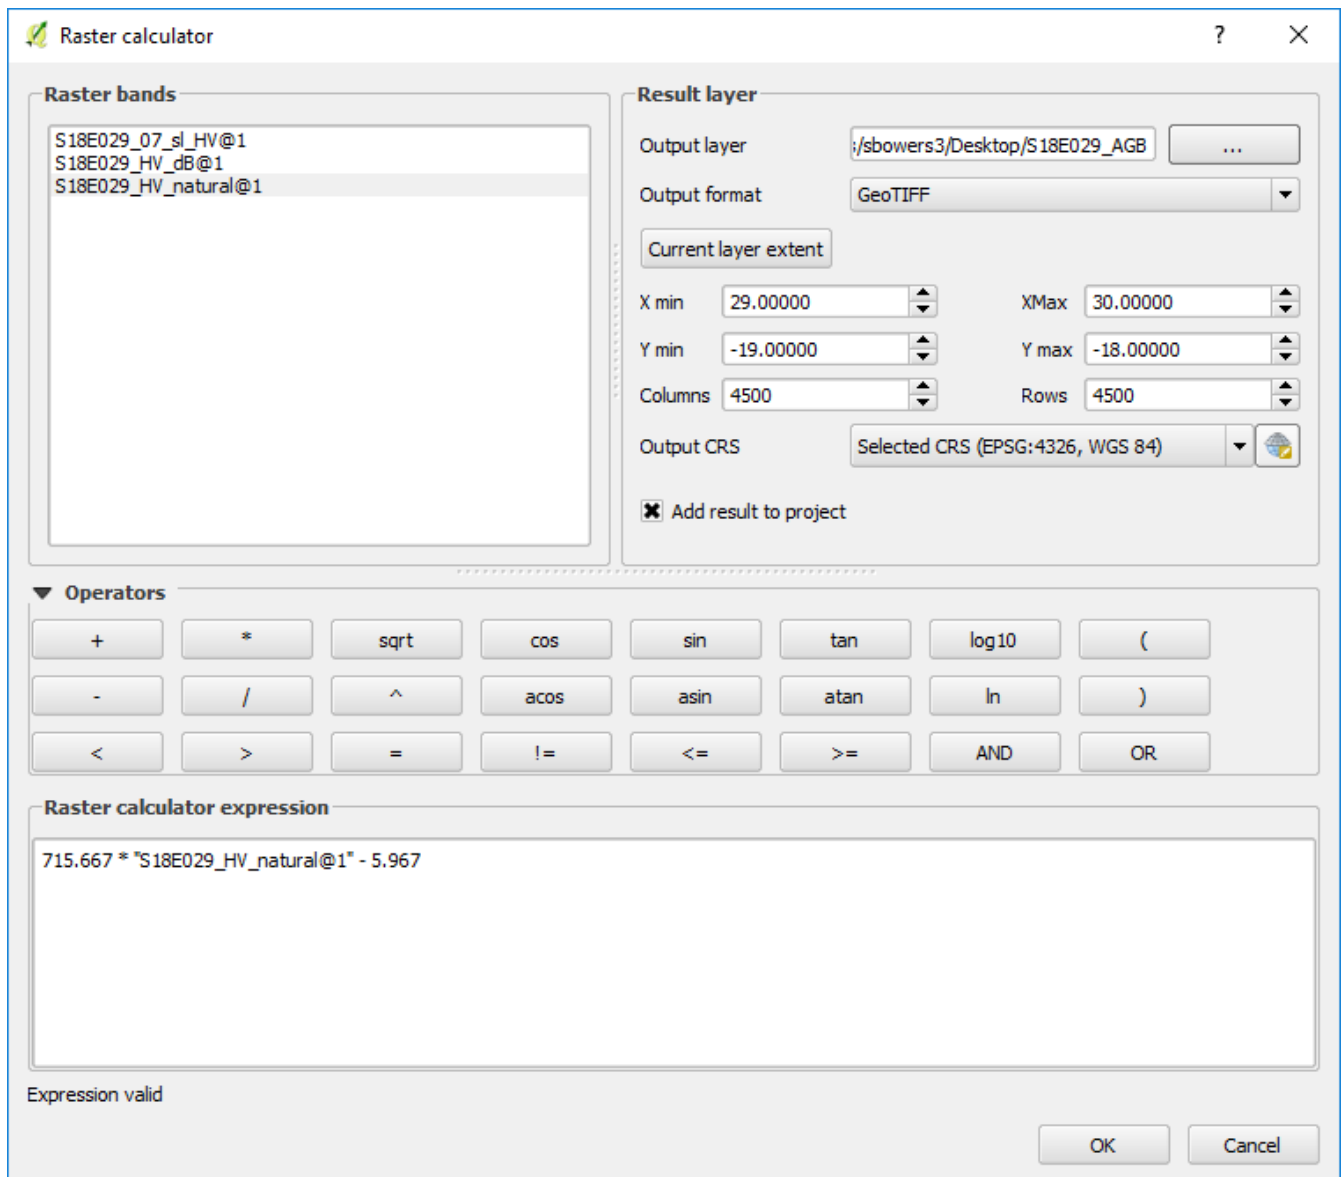 Raster calculator ?
Raster bands
S18E029_07_sl_HV@1
S18E029_HV_dB@1
S18E029_HV_natural@1
Result layer
Output layer :/sbowers3/Desktop/S18E029_AGB ...
Output format GeoTIFF
Current layer extent
X min 29.00000 XMax 30.00000
Y min -19.00000 Y max -18.00000
Columns 4500 Rows 4500
Output CRS Selected CRS (EPSG:4326, WGS 84)
Add result to project
Operators
+ * sqrt cos sin tan log10 (
- / ^ acos asin atan ln )
< > = != <= >= AND OR
Raster calculator expression
715.667 * "S18E029_HV_natural@1" - 5.967
Expression valid
OK Cancel